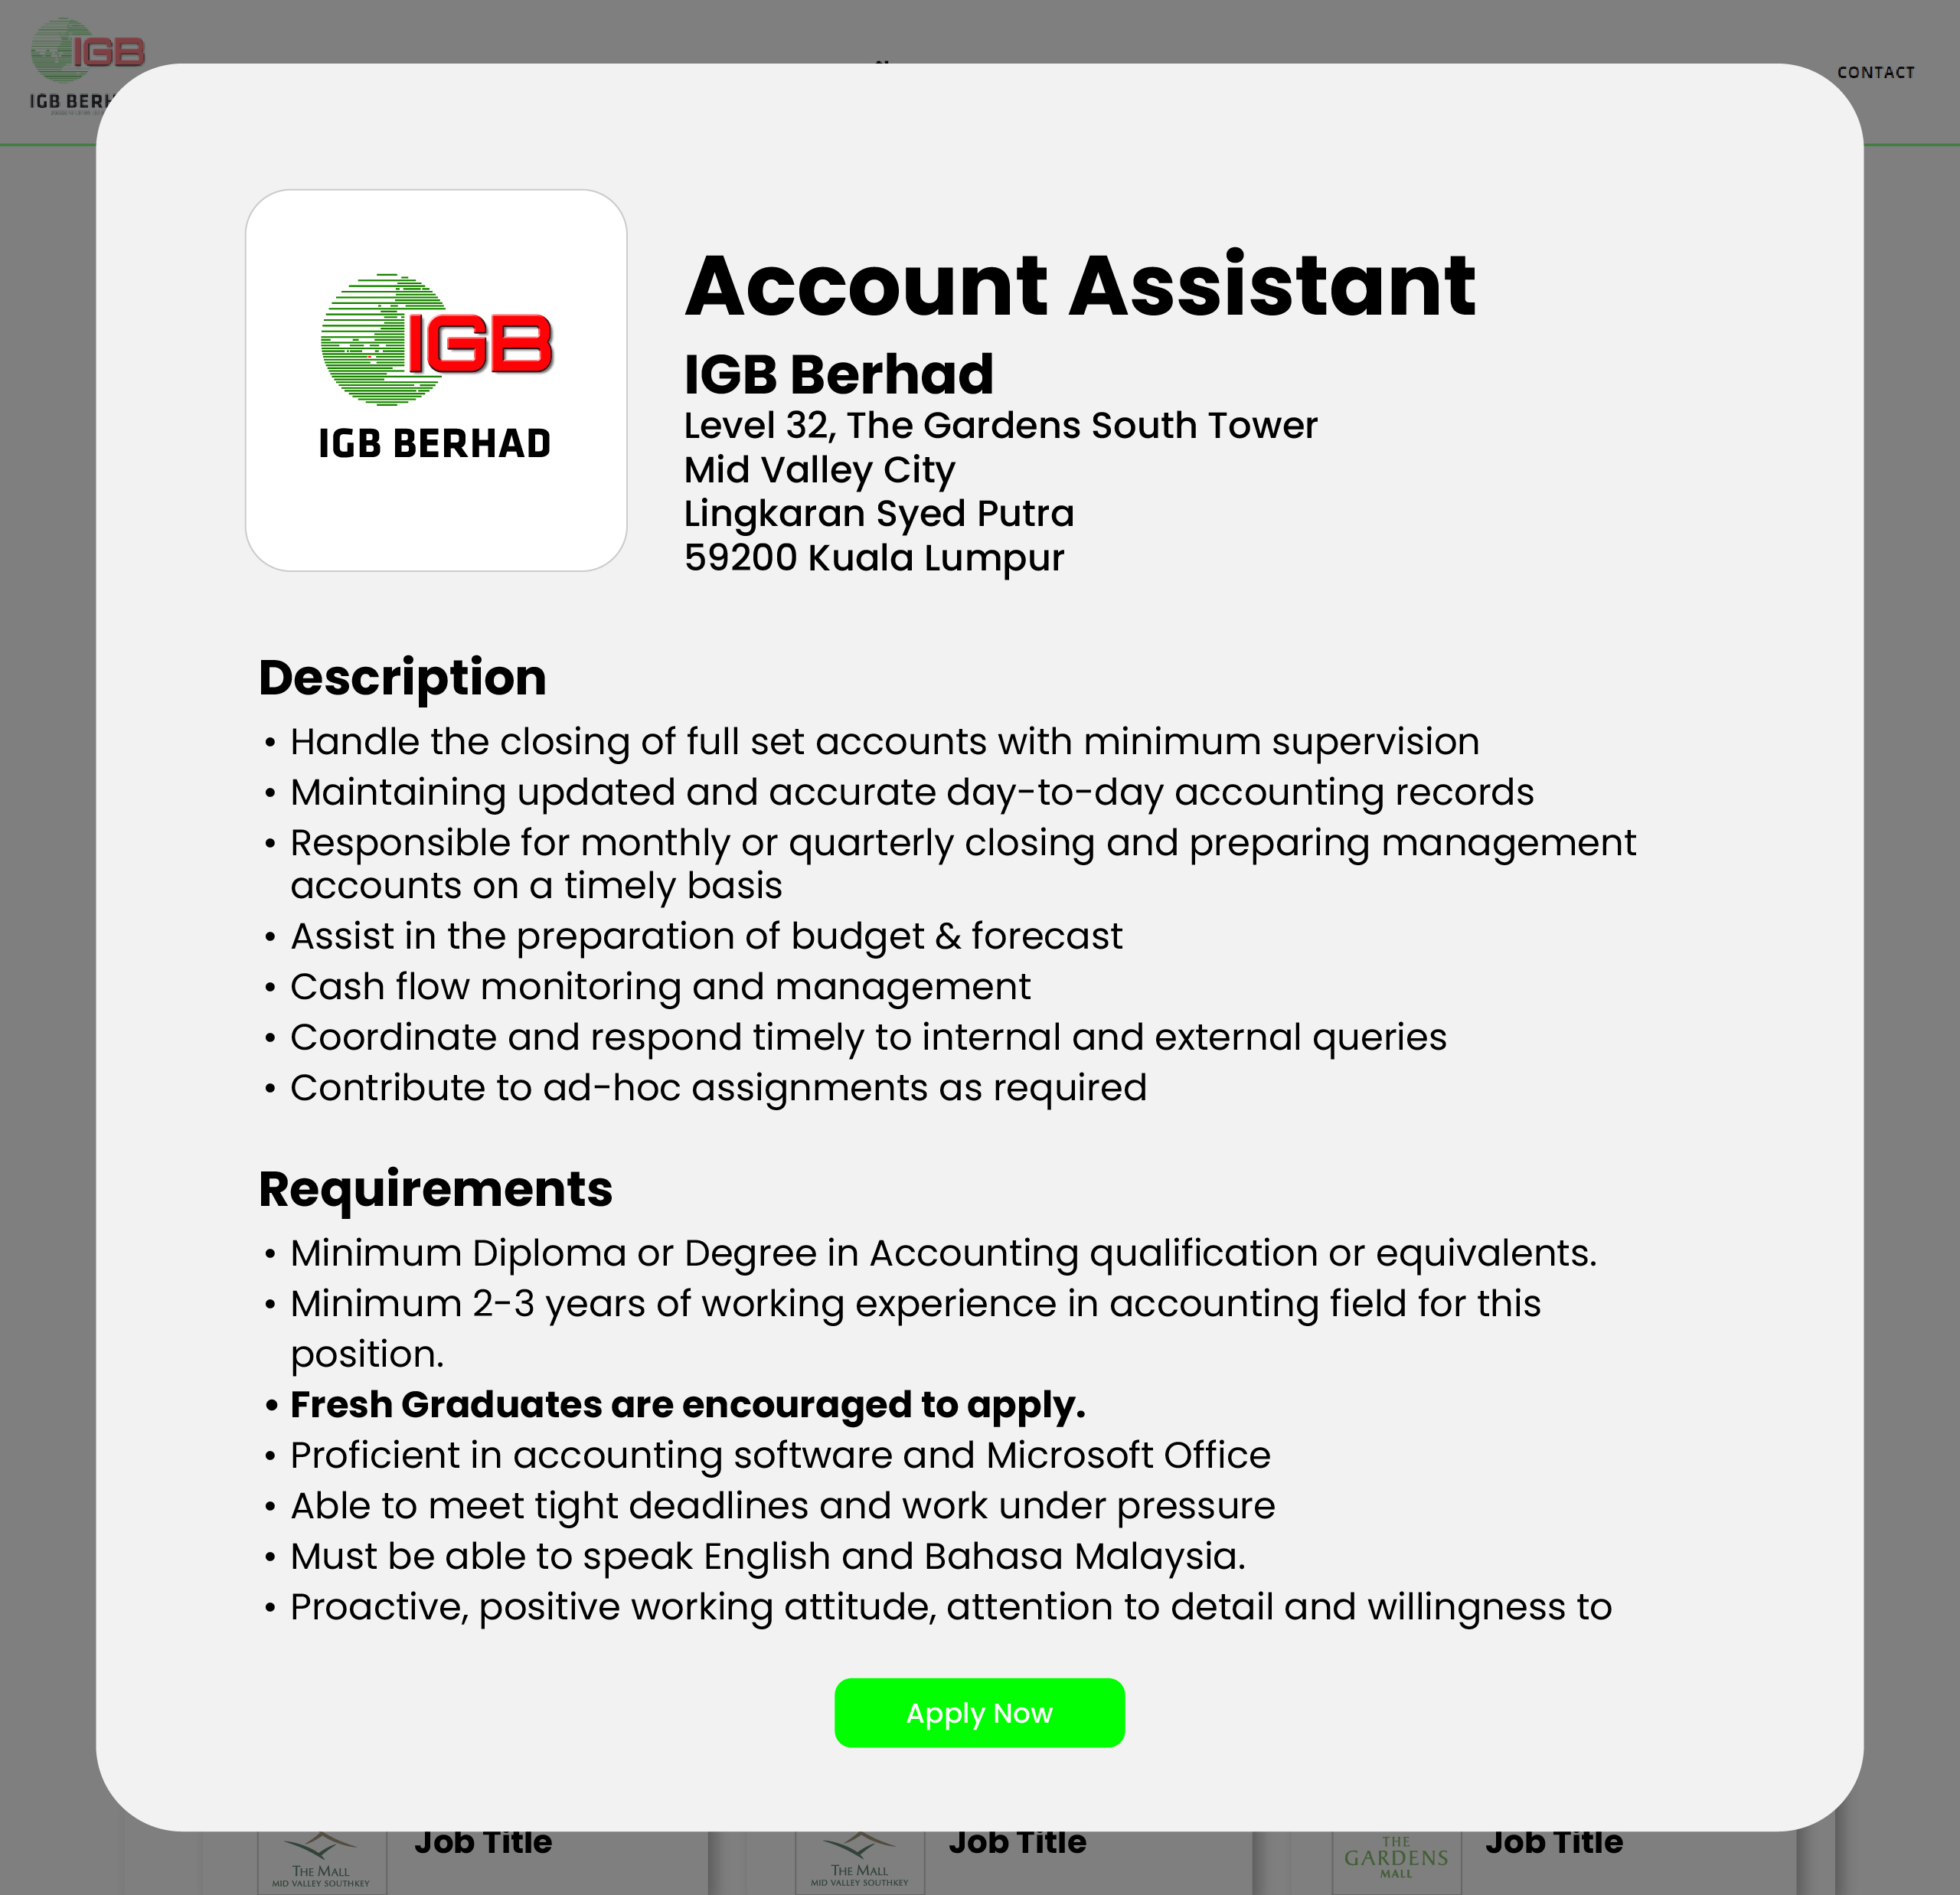 IGB
IGB BERH
CONTACT
IGB
IGB BERHAD
Account Assistant
IGB Berhad
Level 32, The Gardens South Tower
Mid Valley City
Lingkaran Syed Putra
59200 Kuala Lumpur
Description
• Handle the closing of full set accounts with minimum supervision
• Maintaining updated and accurate day-to-day accounting records
• Responsible for monthly or quarterly closing and preparing management
accounts on a timely basis
• Assist in the preparation of budget & forecast
• Cash flow monitoring and management
• Coordinate and respond timely to internal and external queries
• Contribute to ad-hoc assignments as required
Requirements
• Minimum Diploma or Degree in Accounting qualification or equivalents.
• Minimum 2-3 years of working experience in accounting field for this
position.
• Fresh Graduates are encouraged to apply.
• Proficient in accounting software and Microsoft Office
• Able to meet tight deadlines and work under pressure
• Must be able to speak English and Bahasa Malaysia.
• Proactive, positive working attitude, attention to detail and willingness to
Apply Now
THE MALL
MID VALLEY SOUTHKEY
Job Title
THE MALL
MID VALLEY SOUTHKEY
Job Title
THE
GARDENS
MALL
Job Title